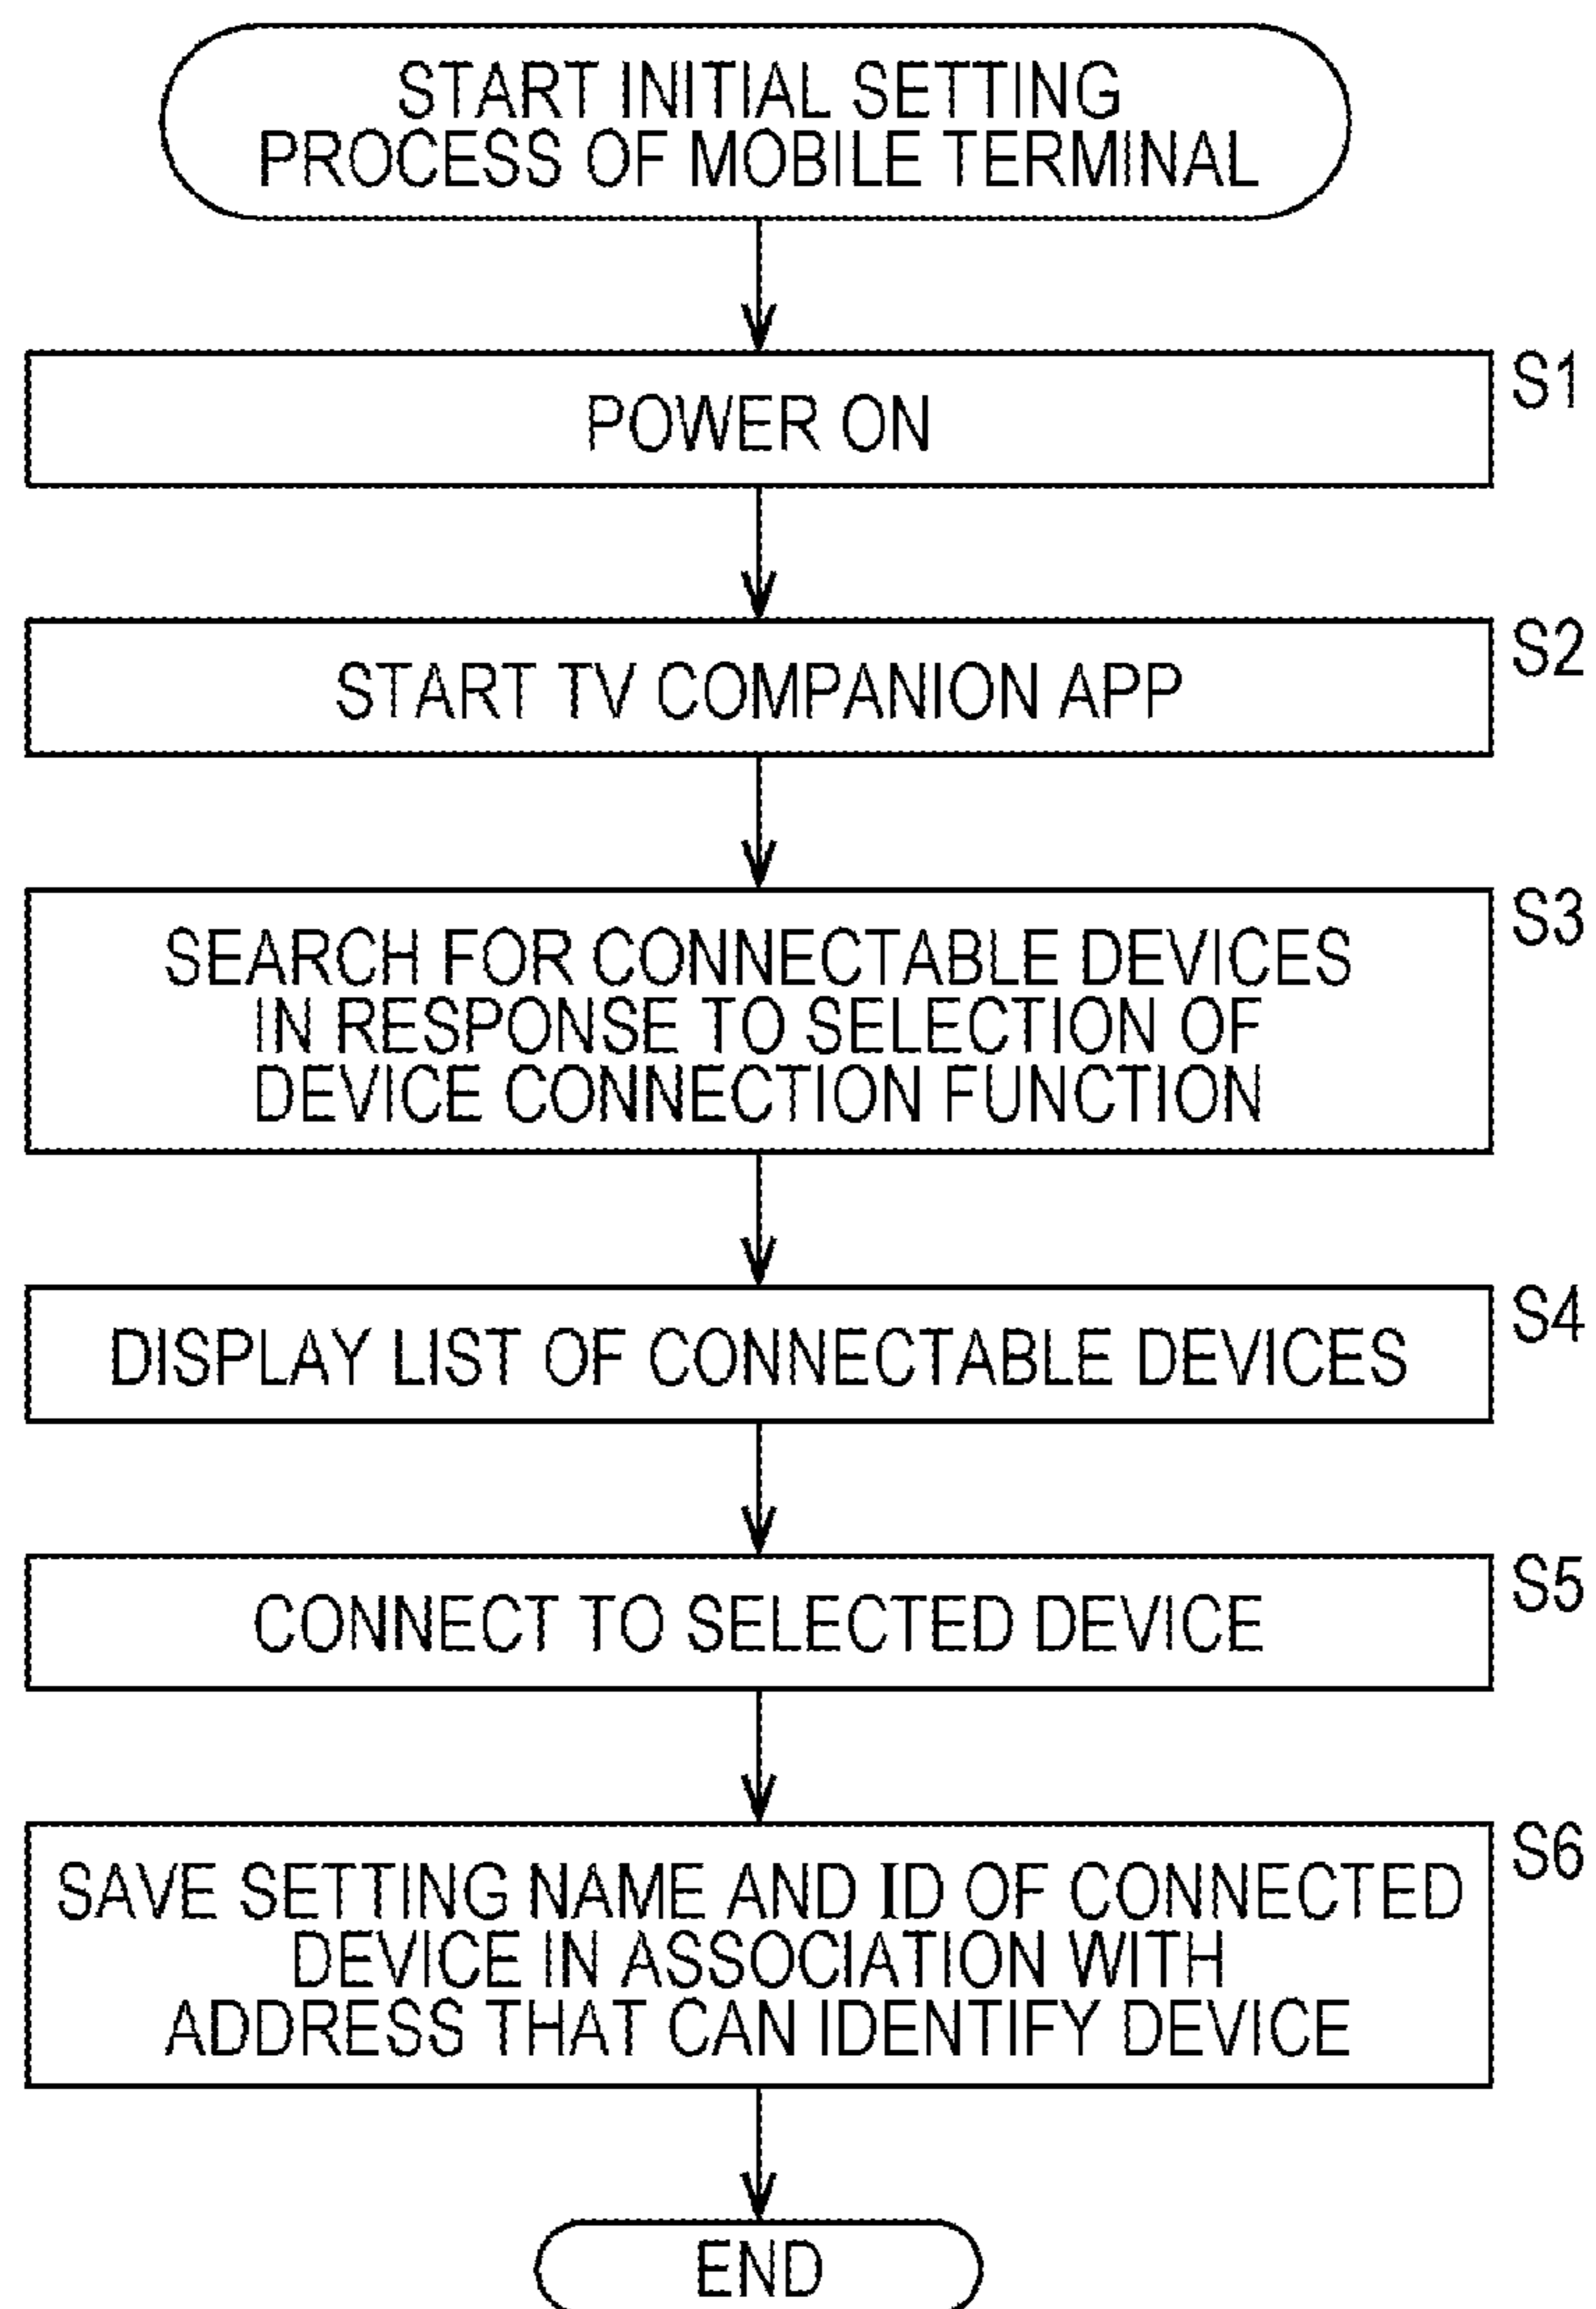 START INITIAL SETTING
PROCESS OF MOBILE TERMINAL
S1
POWER ON
S2
START TV COMPANION APP
S3
SEARCH FOR CONNECTABLE DEVICES
IN RESPONSE TO SELECTION OF
DEVICE CONNECTION FUNCTION
S4
DISPLAY LIST OF CONNECTABLE DEVICES
S5
CONNECT TO SELECTED DEVICE
S6
SAVE SETTING NAME AND ID OF CONNECTED
DEVICE IN ASSOCIATION WITH
ADDRESS THAT CAN IDENTIFY DEVICE
END